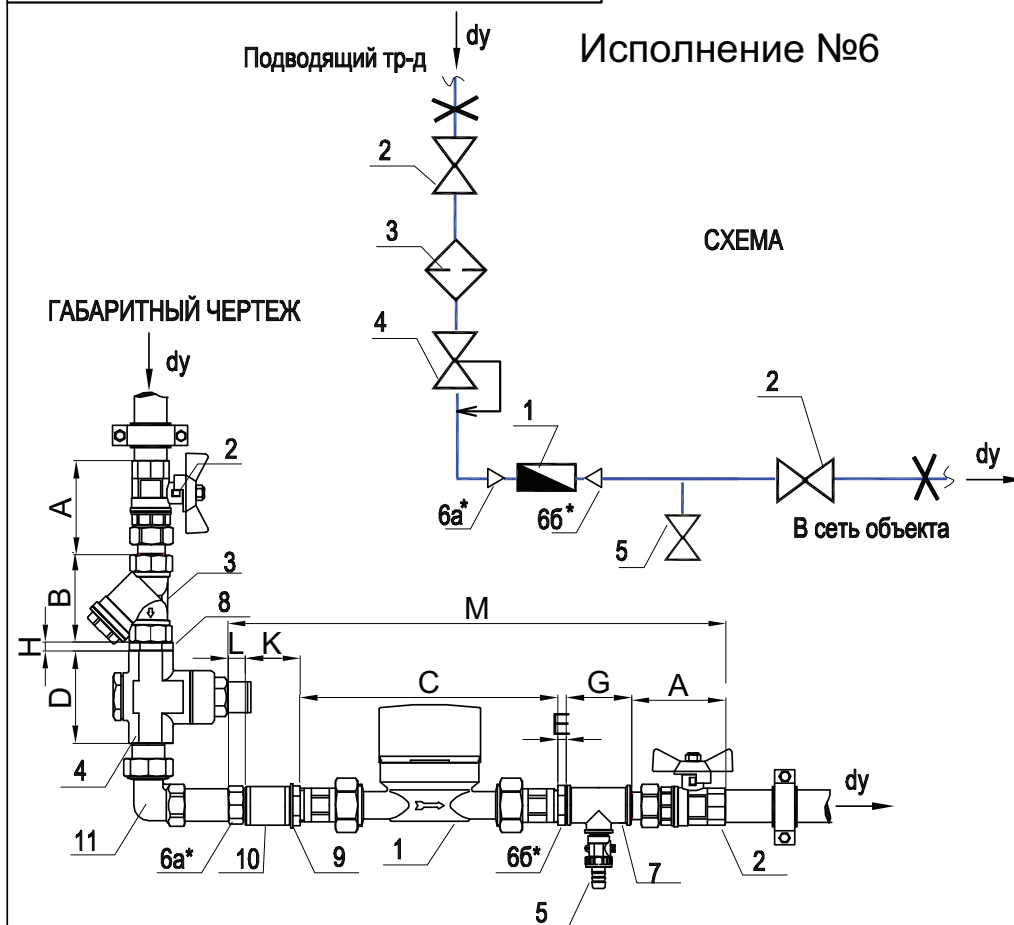 Исполнение №6
Подводящий тр-д
dy
2
3
СХЕМА
4
ГАБАРИТНЫЙ ЧЕРТЕЖ
dy
1
2
dy
6а*
6б*
5
В сеть объекта
2
A
3
B
8
M
H
L
K
D
C
E
G
A
4
dy
11
6а*
10
9
1
6б*
7
2
5